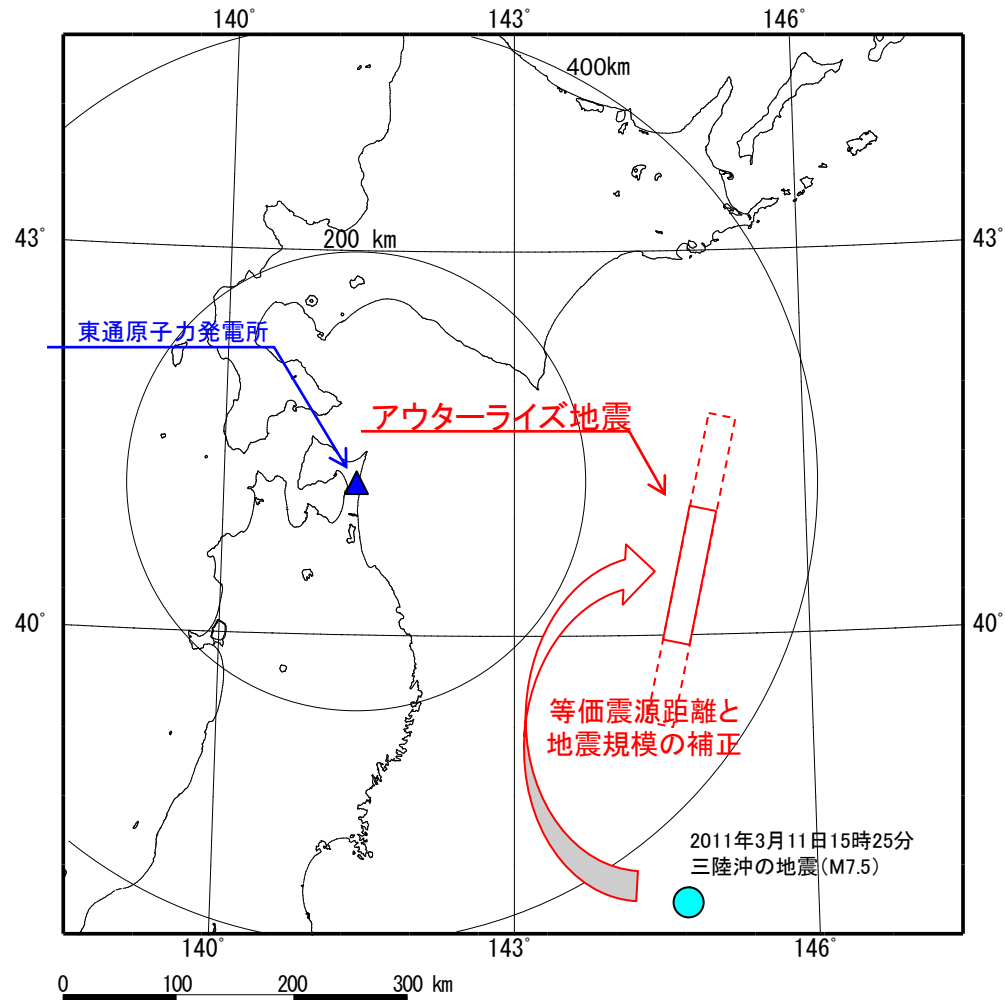 140°
143°
146°
400km
43°
200 km
43°
東通原子力発電所
アウターライズ地震
40°
40°
等価震源距離と
地震規模の補正
2011年3月11日15時25分
三陸沖の地震(M7.5)
140°
143°
146°
0 100 200 300 km